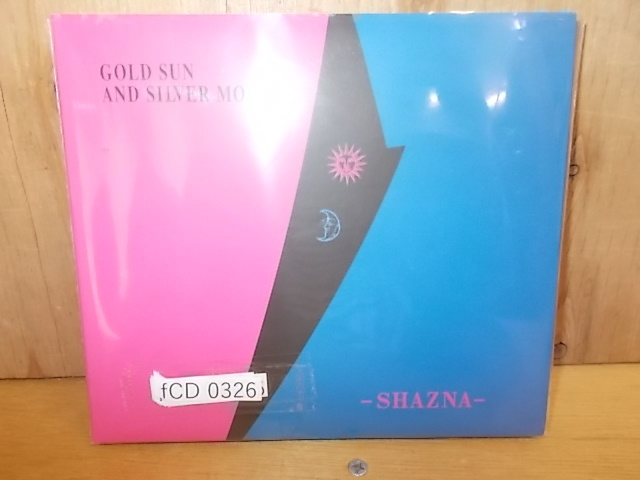 GOLD SUN
AND SILVER MO
fCD 0326
-SHAZNA-